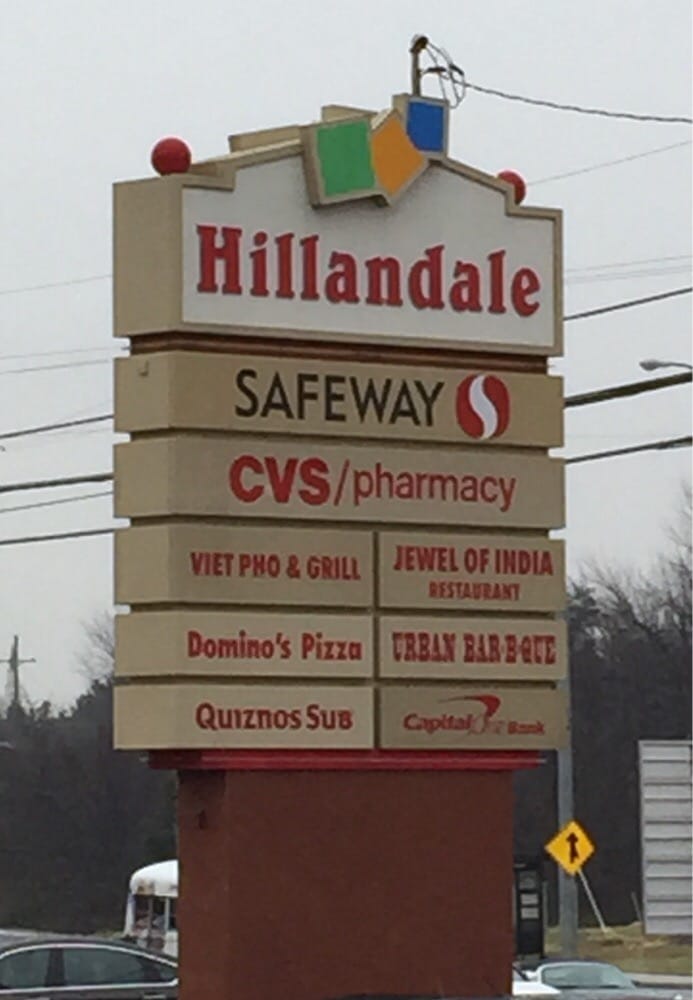 Hillandale
SAFEWAY
CVS/pharmacy
VIET PHO & GRILL
JEWEL OF INDIA
RESTAURANT
Domino's Pizza
URBAN BAR-B-QUE
QUIZNOS SUB
Capital One Bank